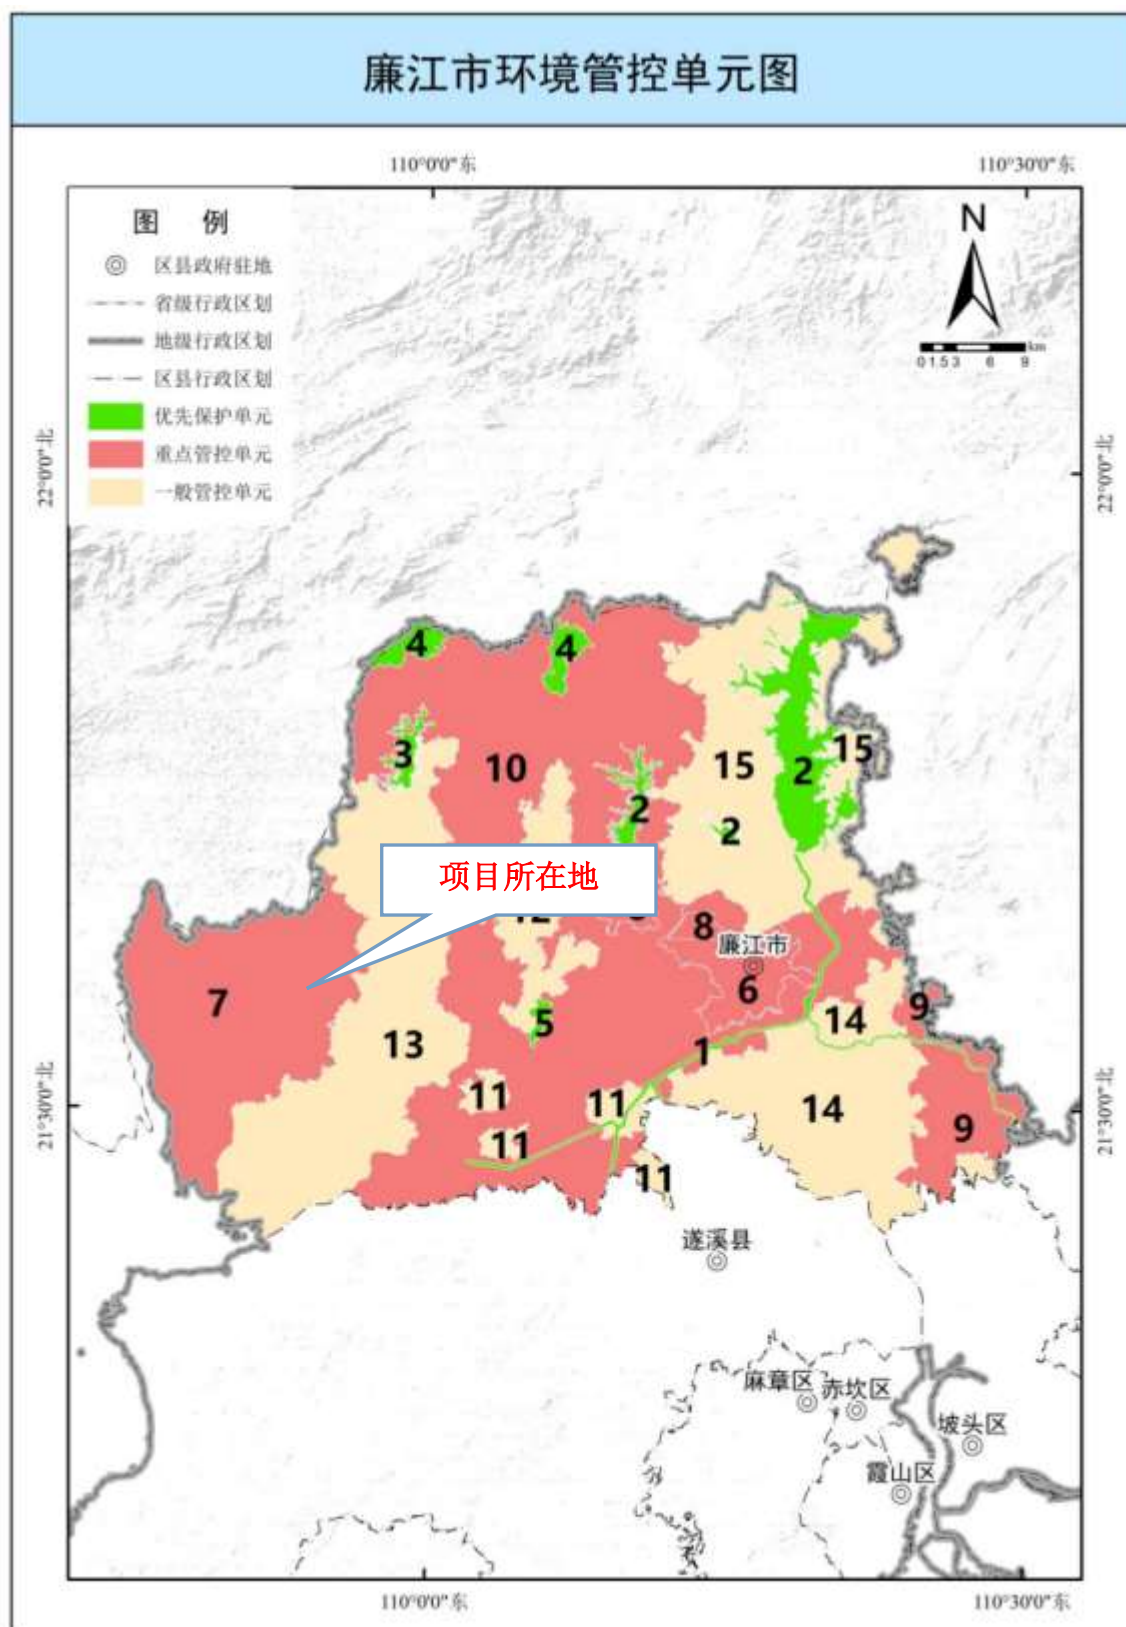 廉江市环境管控单元图
110°0'0"东
110°30'0"东
图 例
区县政府驻地
省级行政区划
地级行政区划
区县行政区划
优先保护单元
重点管控单元
一般管控单元
N
0 1.5 3 6 9 km
22°0'0"北
22°0'0"北
4
4
3
10
15
2
15
2
2
项目所在地
12
8
廉江市
7
6
9
5
14
13
1
11
11
14
9
11
11
21°30'0"北
21°30'0"北
遂溪县
麻章区
赤坎区
坡头区
霞山区
110°0'0"东
110°30'0"东